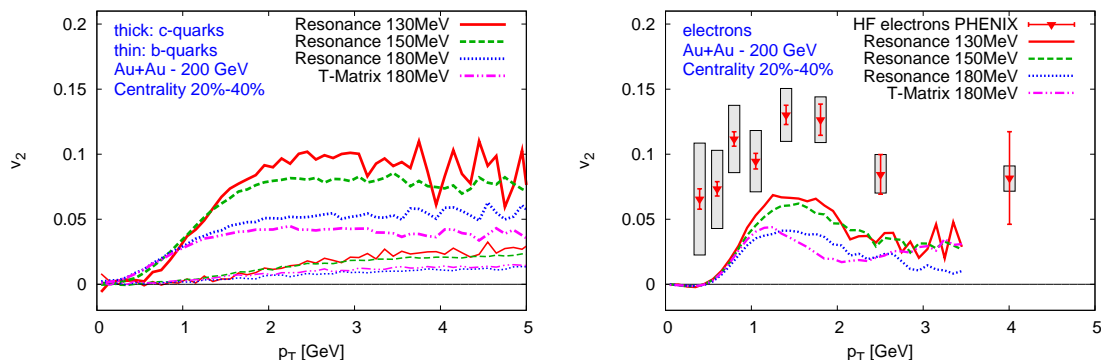 thick: c-quarks
thin: b-quarks
Au+Au - 200 GeV
Centrality 20%-40%
Resonance 130MeV
Resonance 150MeV
Resonance 180MeV
T-Matrix 180MeV
v2
0.2
0.15
0.1
0.05
0
0 1 2 3 4 5
pT [GeV]
electrons
Au+Au - 200 GeV
Centrality 20%-40%
HF electrons PHENIX
Resonance 130MeV
Resonance 150MeV
Resonance 180MeV
T-Matrix 180MeV
v2
0.2
0.15
0.1
0.05
0
0 1 2 3 4 5
pT [GeV]